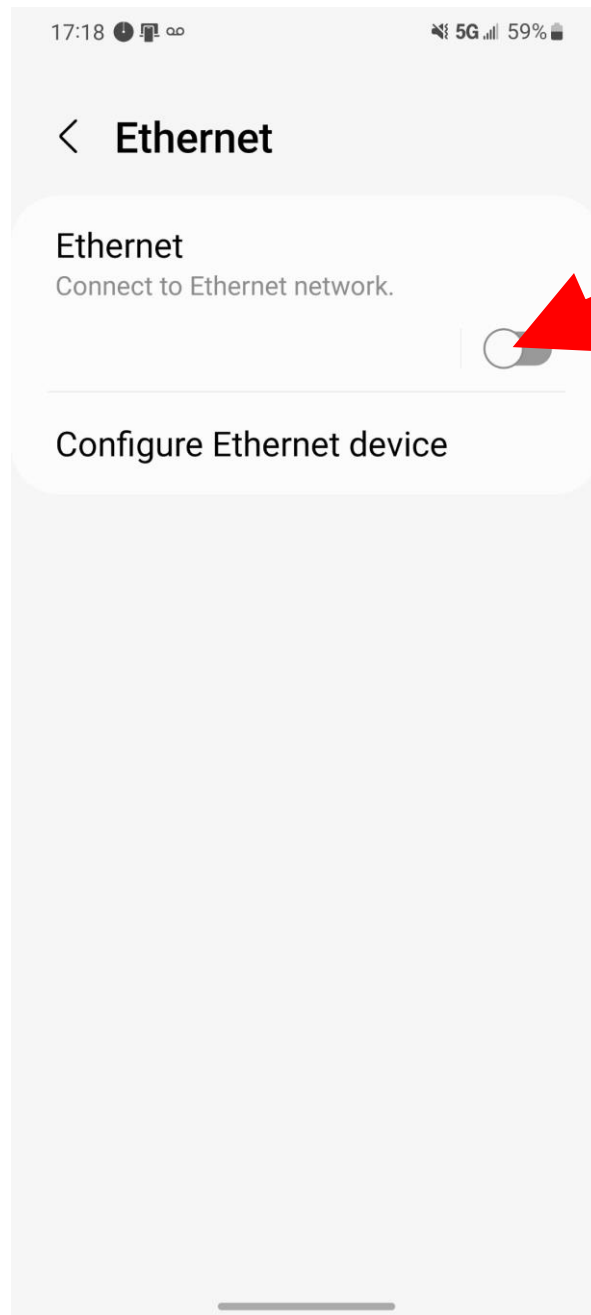 17:18 5G 59%
Ethernet
Ethernet
Connect to Ethernet network.
Configure Ethernet device